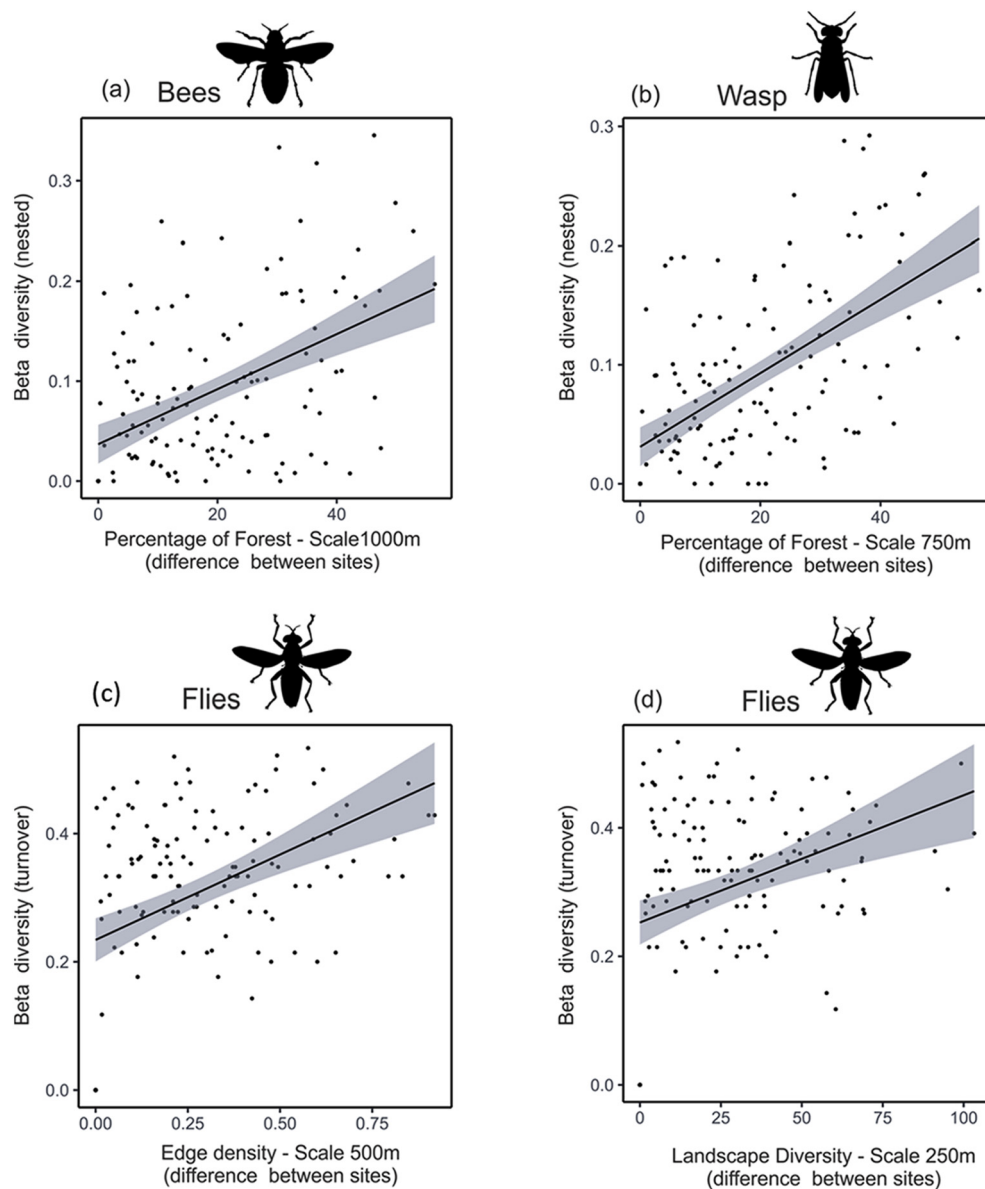 (a) Bees
Beta diversity (nested)
0.3
0.2
0.1
0.0
0 20 40
Percentage of Forest - Scale1000m
(difference between sites)
(b) Wasp
Beta diversity (nested)
0.3
0.2
0.1
0.0
0 20 40
Percentage of Forest - Scale 750m
(difference between sites)
(c) Flies
Beta diversity (turnover)
0.4
0.2
0.0
0.00 0.25 0.50 0.75
Edge density - Scale 500m
(difference between sites)
(d) Flies
Beta diversity (turnover)
0.4
0.2
0.0
0 25 50 75 100
Landscape Diversity - Scale 250m
(difference between sites)